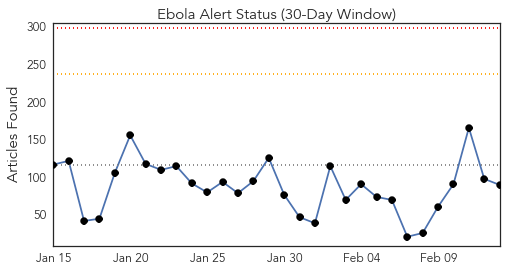 Ebola Alert Status (30-Day Window)
300
250
200
150
100
50
Articles Found
Jan 15
Jan 20
Jan 25
Jan 30
Feb 04
Feb 09